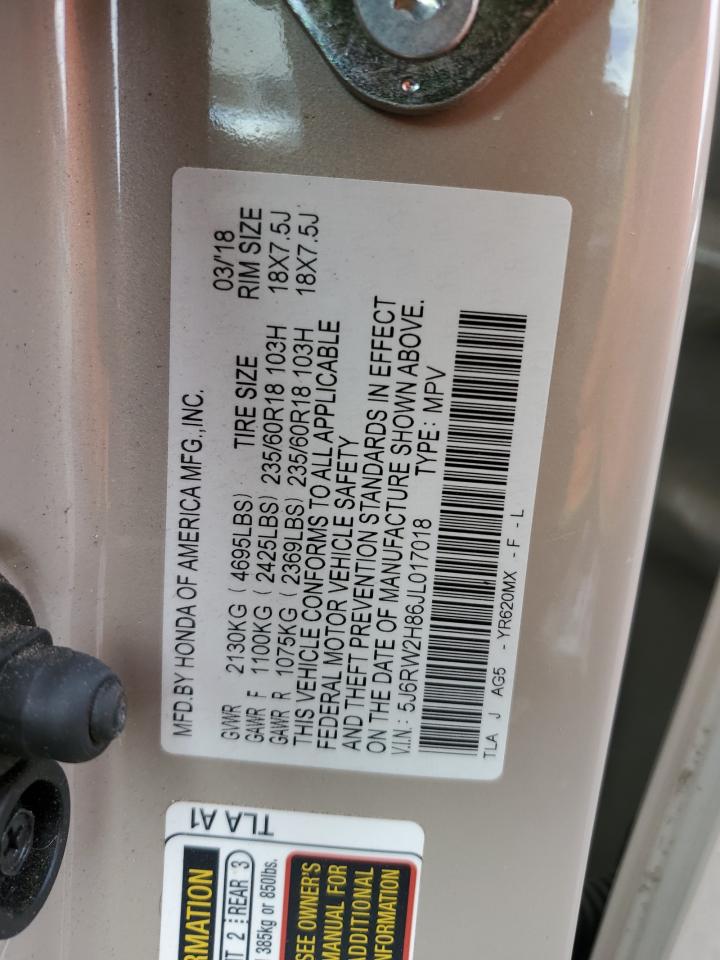 MFD.BY HONDA OF AMERICA MFG.,INC. 03/'18
TIRE SIZE RIM SIZE
GVWR 2130KG (4695LBS)
GAWR F 1100KG (2425LBS) 235/60R18 103H 18X7.5J
GAWR R 1075KG (2369LBS) 235/60R18 103H 18X7.5J
THIS VEHICLE CONFORMS TO ALL APPLICABLE
FEDERAL MOTOR VEHICLE SAFETY
AND THEFT PREVENTION STANDARDS IN EFFECT
ON THE DATE OF MANUFACTURE SHOWN ABOVE.
V.I.N.: 5J6RW2H86JL017018 TYPE: MPV
TLA J AG5 - YR620MX - F - L
TLA A1
RMATION
2 REAR 3
385kg or 850lbs.
SEE OWNER'S
MANUAL FOR
ADDITIONAL
INFORMATION